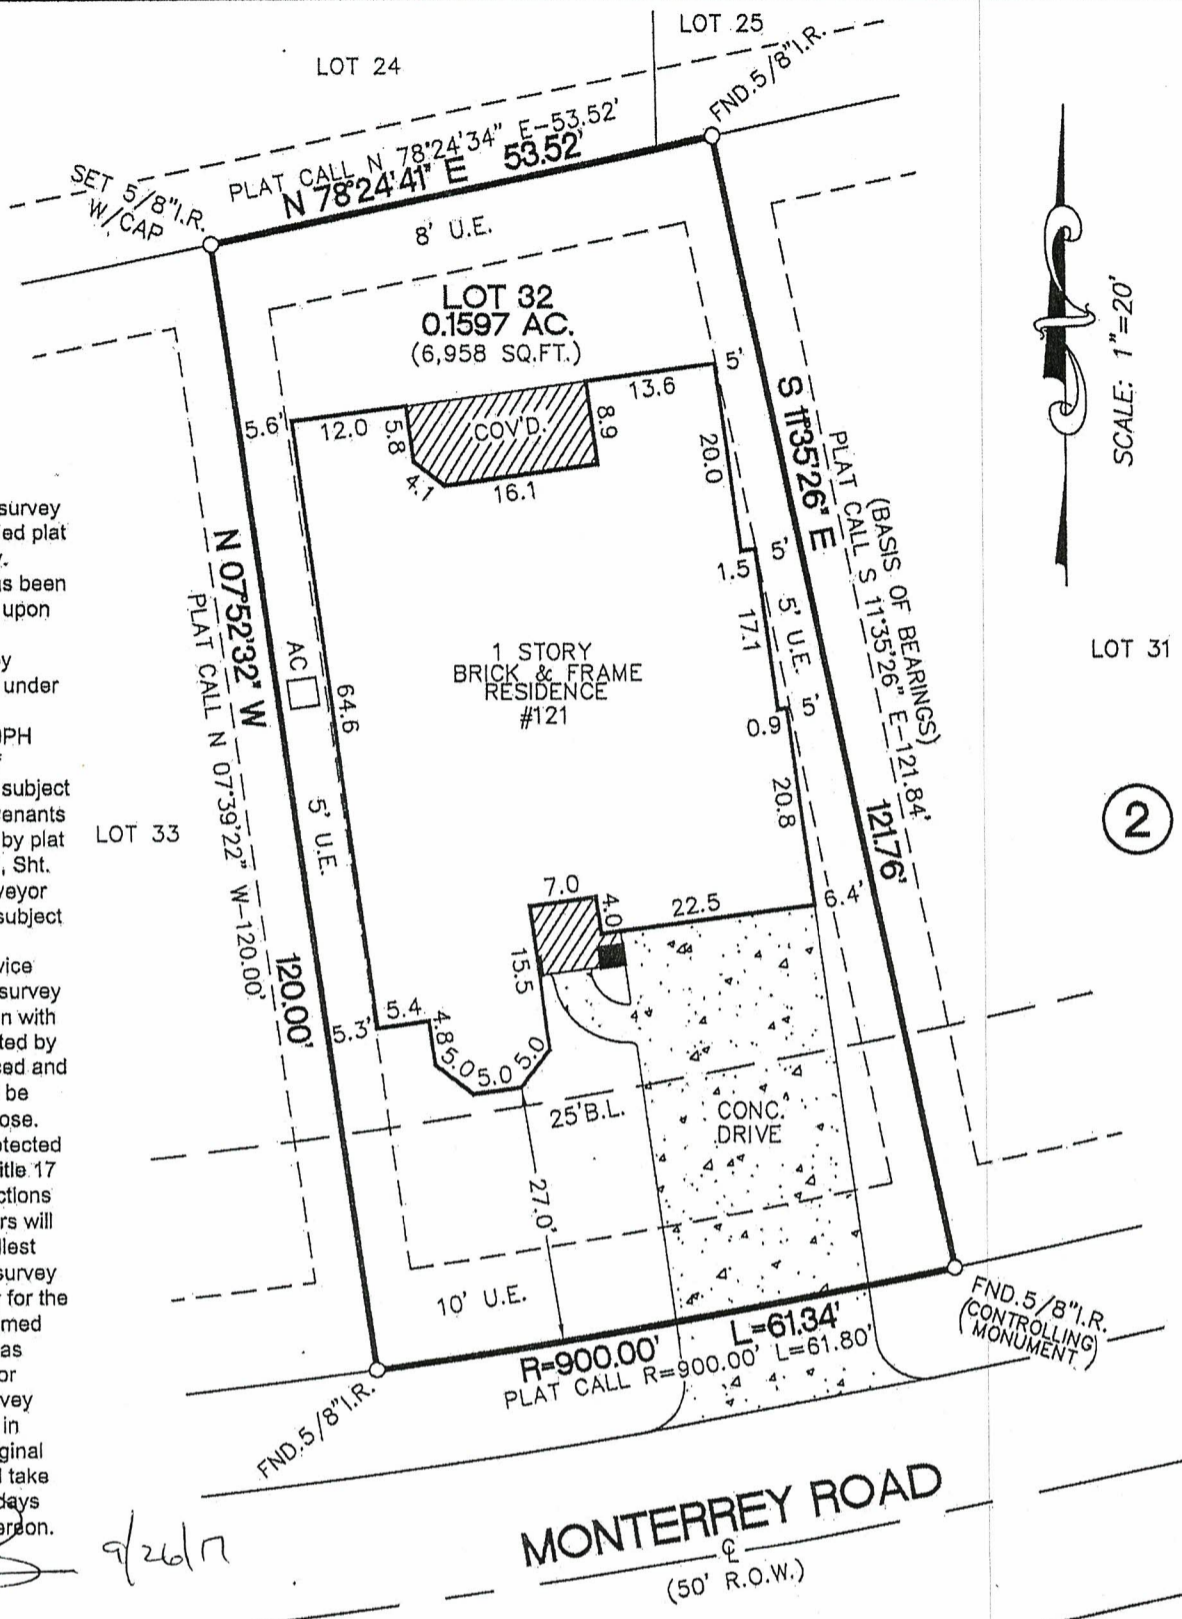 LOT 25
LOT 24
FND.5/8"I.R.
SET 5/8"I.R.
W/CAP
PLAT CALL N 78°24'34" E-53.52'
N 78°24'41" E 53.52'
8' U.E.
LOT 32
0.1597 AC.
(6,958 SQ.FT.)
SCALE: 1"=20'
5'
13.6
5.6'
12.0
5.8
COV'D.
8.9
4.1
16.1
20.0
S 11°35'26" E
121.76'
PLAT CALL S 11°35'26" E-121.84'
(BASIS OF BEARINGS)
5'
1.5
17.1
5' U.E.
5'
0.9
20.8
LOT 31
2
N 07°52'32" W
120.00'
PLAT CALL N 07°39'22" W-120.00'
AC
64.6
5' U.E.
1 STORY
BRICK & FRAME
RESIDENCE
#121
LOT 33
7.0
4.0
22.5
6.4'
15.5
5.3'
5.4
4.8
5.0
5.0
5.0
25'B.L.
CONC.
DRIVE
27.0'
10' U.E.
R=900.00' L=61.34'
PLAT CALL R=900.00' L=61.80'
FND.5/8"I.R.
(CONTROLLING
MONUMENT)
FND.5/8"I.R.
MONTERREY ROAD
℄
(50' R.O.W.)
survey
ed plat
s been
upon
y
under
PH
subject
enants
by plat
, Sht.
veyor
subject
vice
survey
n with
ted by
ed and
be
ose.
tected
itle 17
ctions
rs will
llest
survey
for the
med
as
or
vey
in
ginal
take
days
ereon.
9/26/17